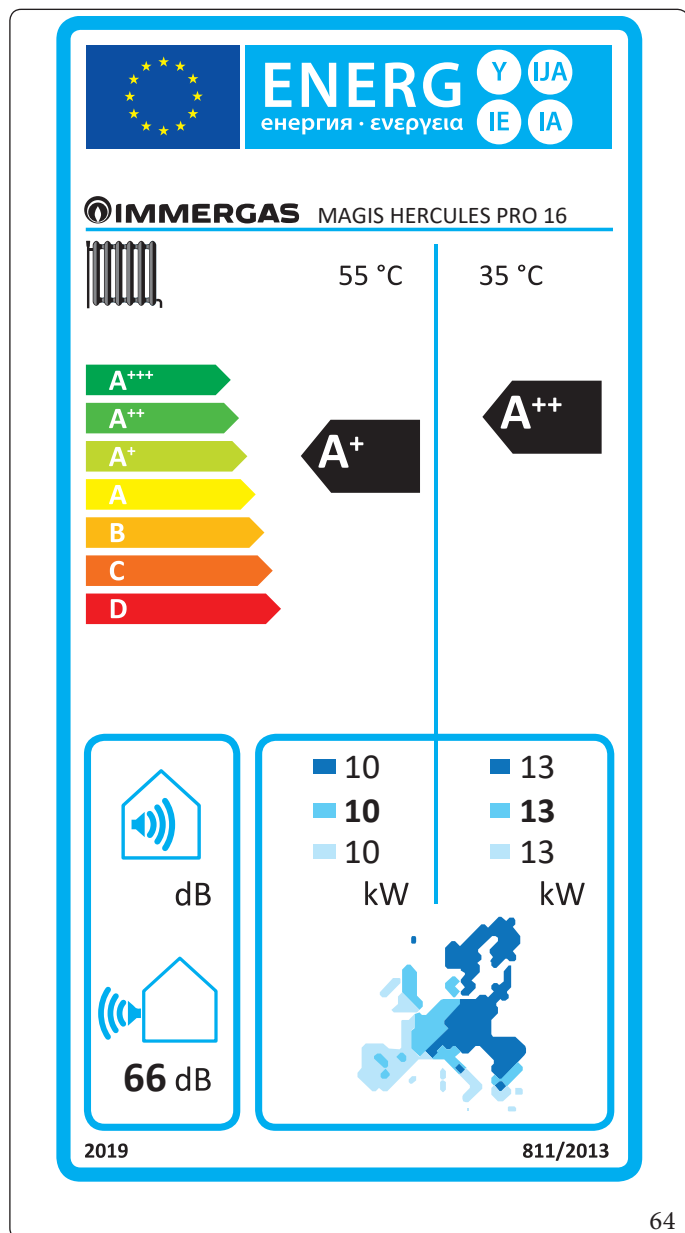 ENERG Y IJA
енергия · ενεργεια IE IA
IMMERGAS MAGIS HERCULES PRO 16
55 °C 35 °C
A+++
A++
A+
A
B
C
D
A+
A++
10 13
10 13
10 13
kW kW
dB
66 dB
2019 811/2013
64